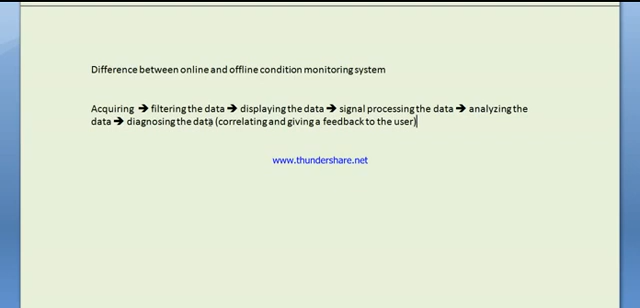 Difference between online and offline condition monitoring system
Acquiring ➔ filtering the data ➔ displaying the data ➔ signal processing the data ➔ analyzing the
data ➔ diagnosing the data (correlating and giving a feedback to the user)
www.thundershare.net